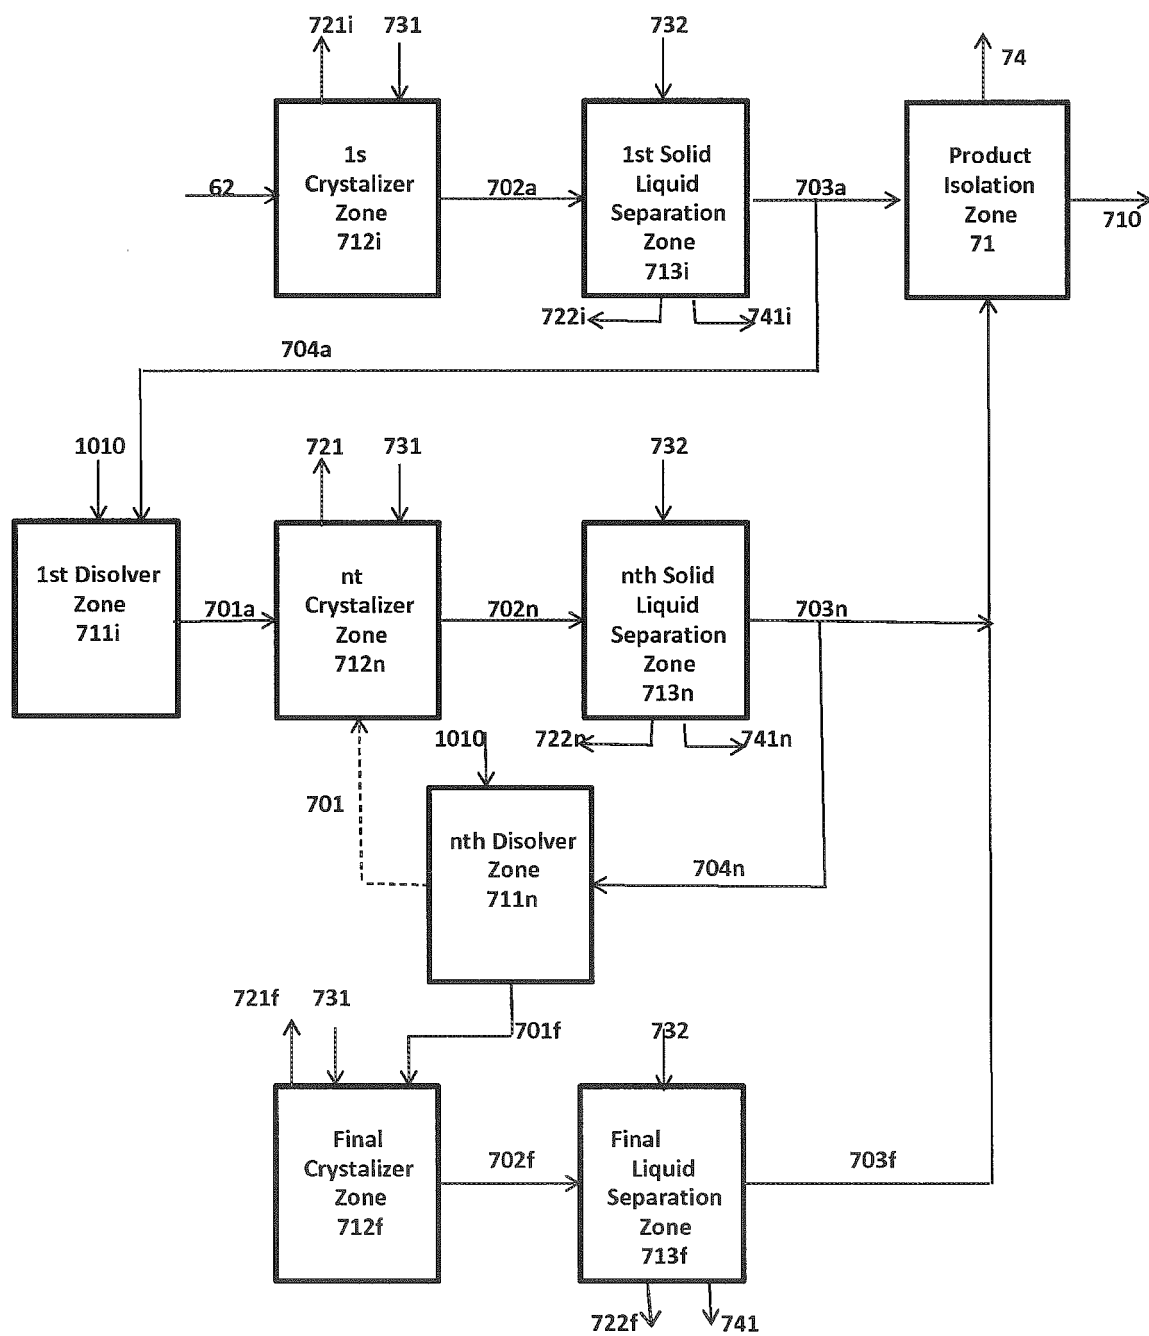 721i
731
732
74
1s
Crystalizer
Zone
712i
1st Solid
Liquid
Separation
Zone
713i
Product
Isolation
Zone
71
62
702a
703a
710
722i
741i
704a
1010
721
731
732
1st Disolver
Zone
711i
701a
nt
Crystalizer
Zone
712n
702n
nth Solid
Liquid
Separation
Zone
713n
703n
722n
741n
1010
701
nth Disolver
Zone
711n
704n
721f
731
701f
732
Final
Crystalizer
Zone
712f
702f
Final
Liquid
Separation
Zone
713f
703f
722f
741